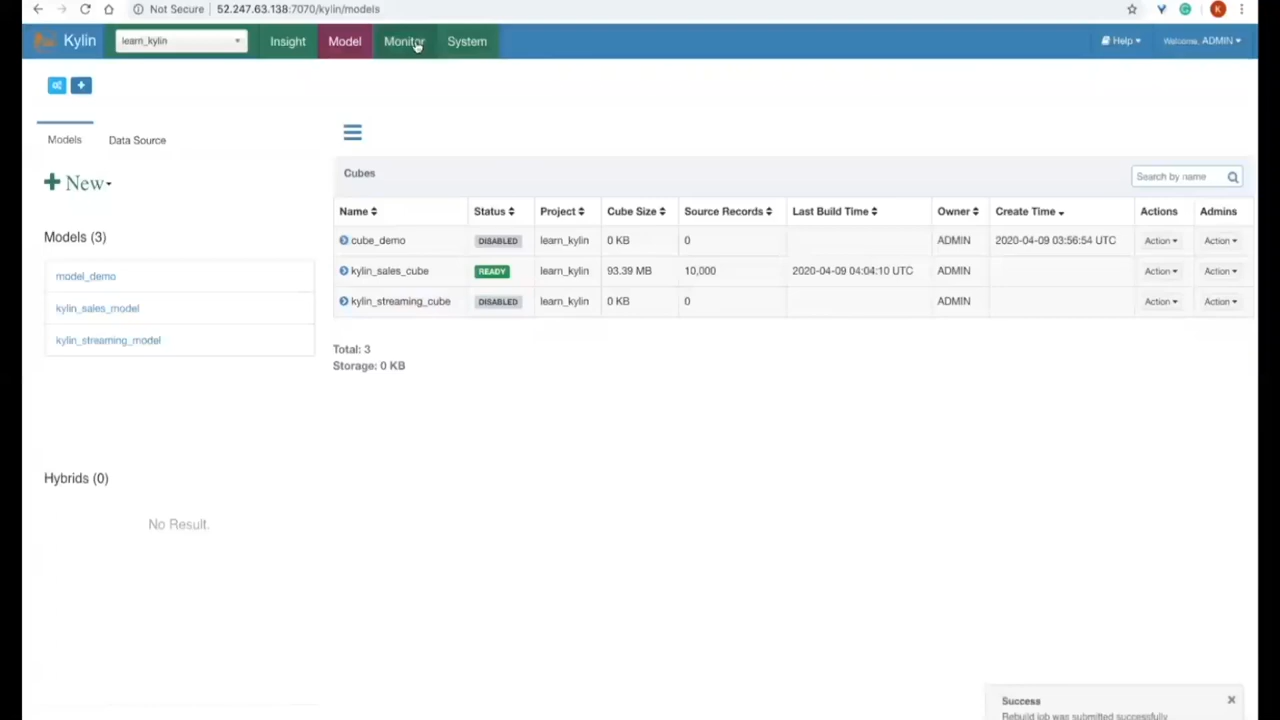 Not Secure 52.247.63.138:7070/kylin/models K
Kylin learn_kylin Insight Model Monitor System Help Welcome, ADMIN
Models Data Source
New
Models (3)
model_demo
kylin_sales_model
kylin_streaming_model
Hybrids (0)
No Result.
Cubes Search by name
Name Status Project Cube Size Source Records Last Build Time Owner Create Time Actions Admins
cube_demo DISABLED learn_kylin 0 KB 0 ADMIN 2020-04-09 03:56:54 UTC Action Action
kylin_sales_cube READY learn_kylin 93.39 MB 10,000 2020-04-09 04:04:10 UTC ADMIN Action Action
kylin_streaming_cube DISABLED learn_kylin 0 KB 0 ADMIN Action Action
Total: 3
Storage: 0 KB
Success
Rebuild job was submitted successfully